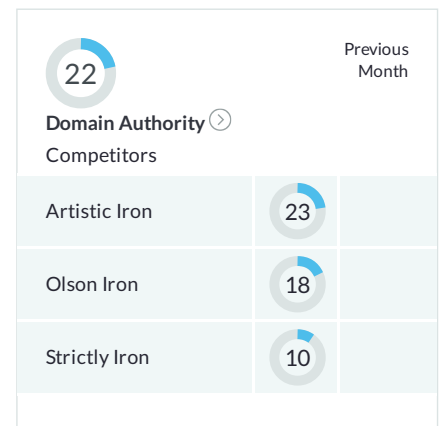 22
Previous
Month
Domain Authority
Competitors
Artistic Iron 23
Olson Iron 18
Strictly Iron 10